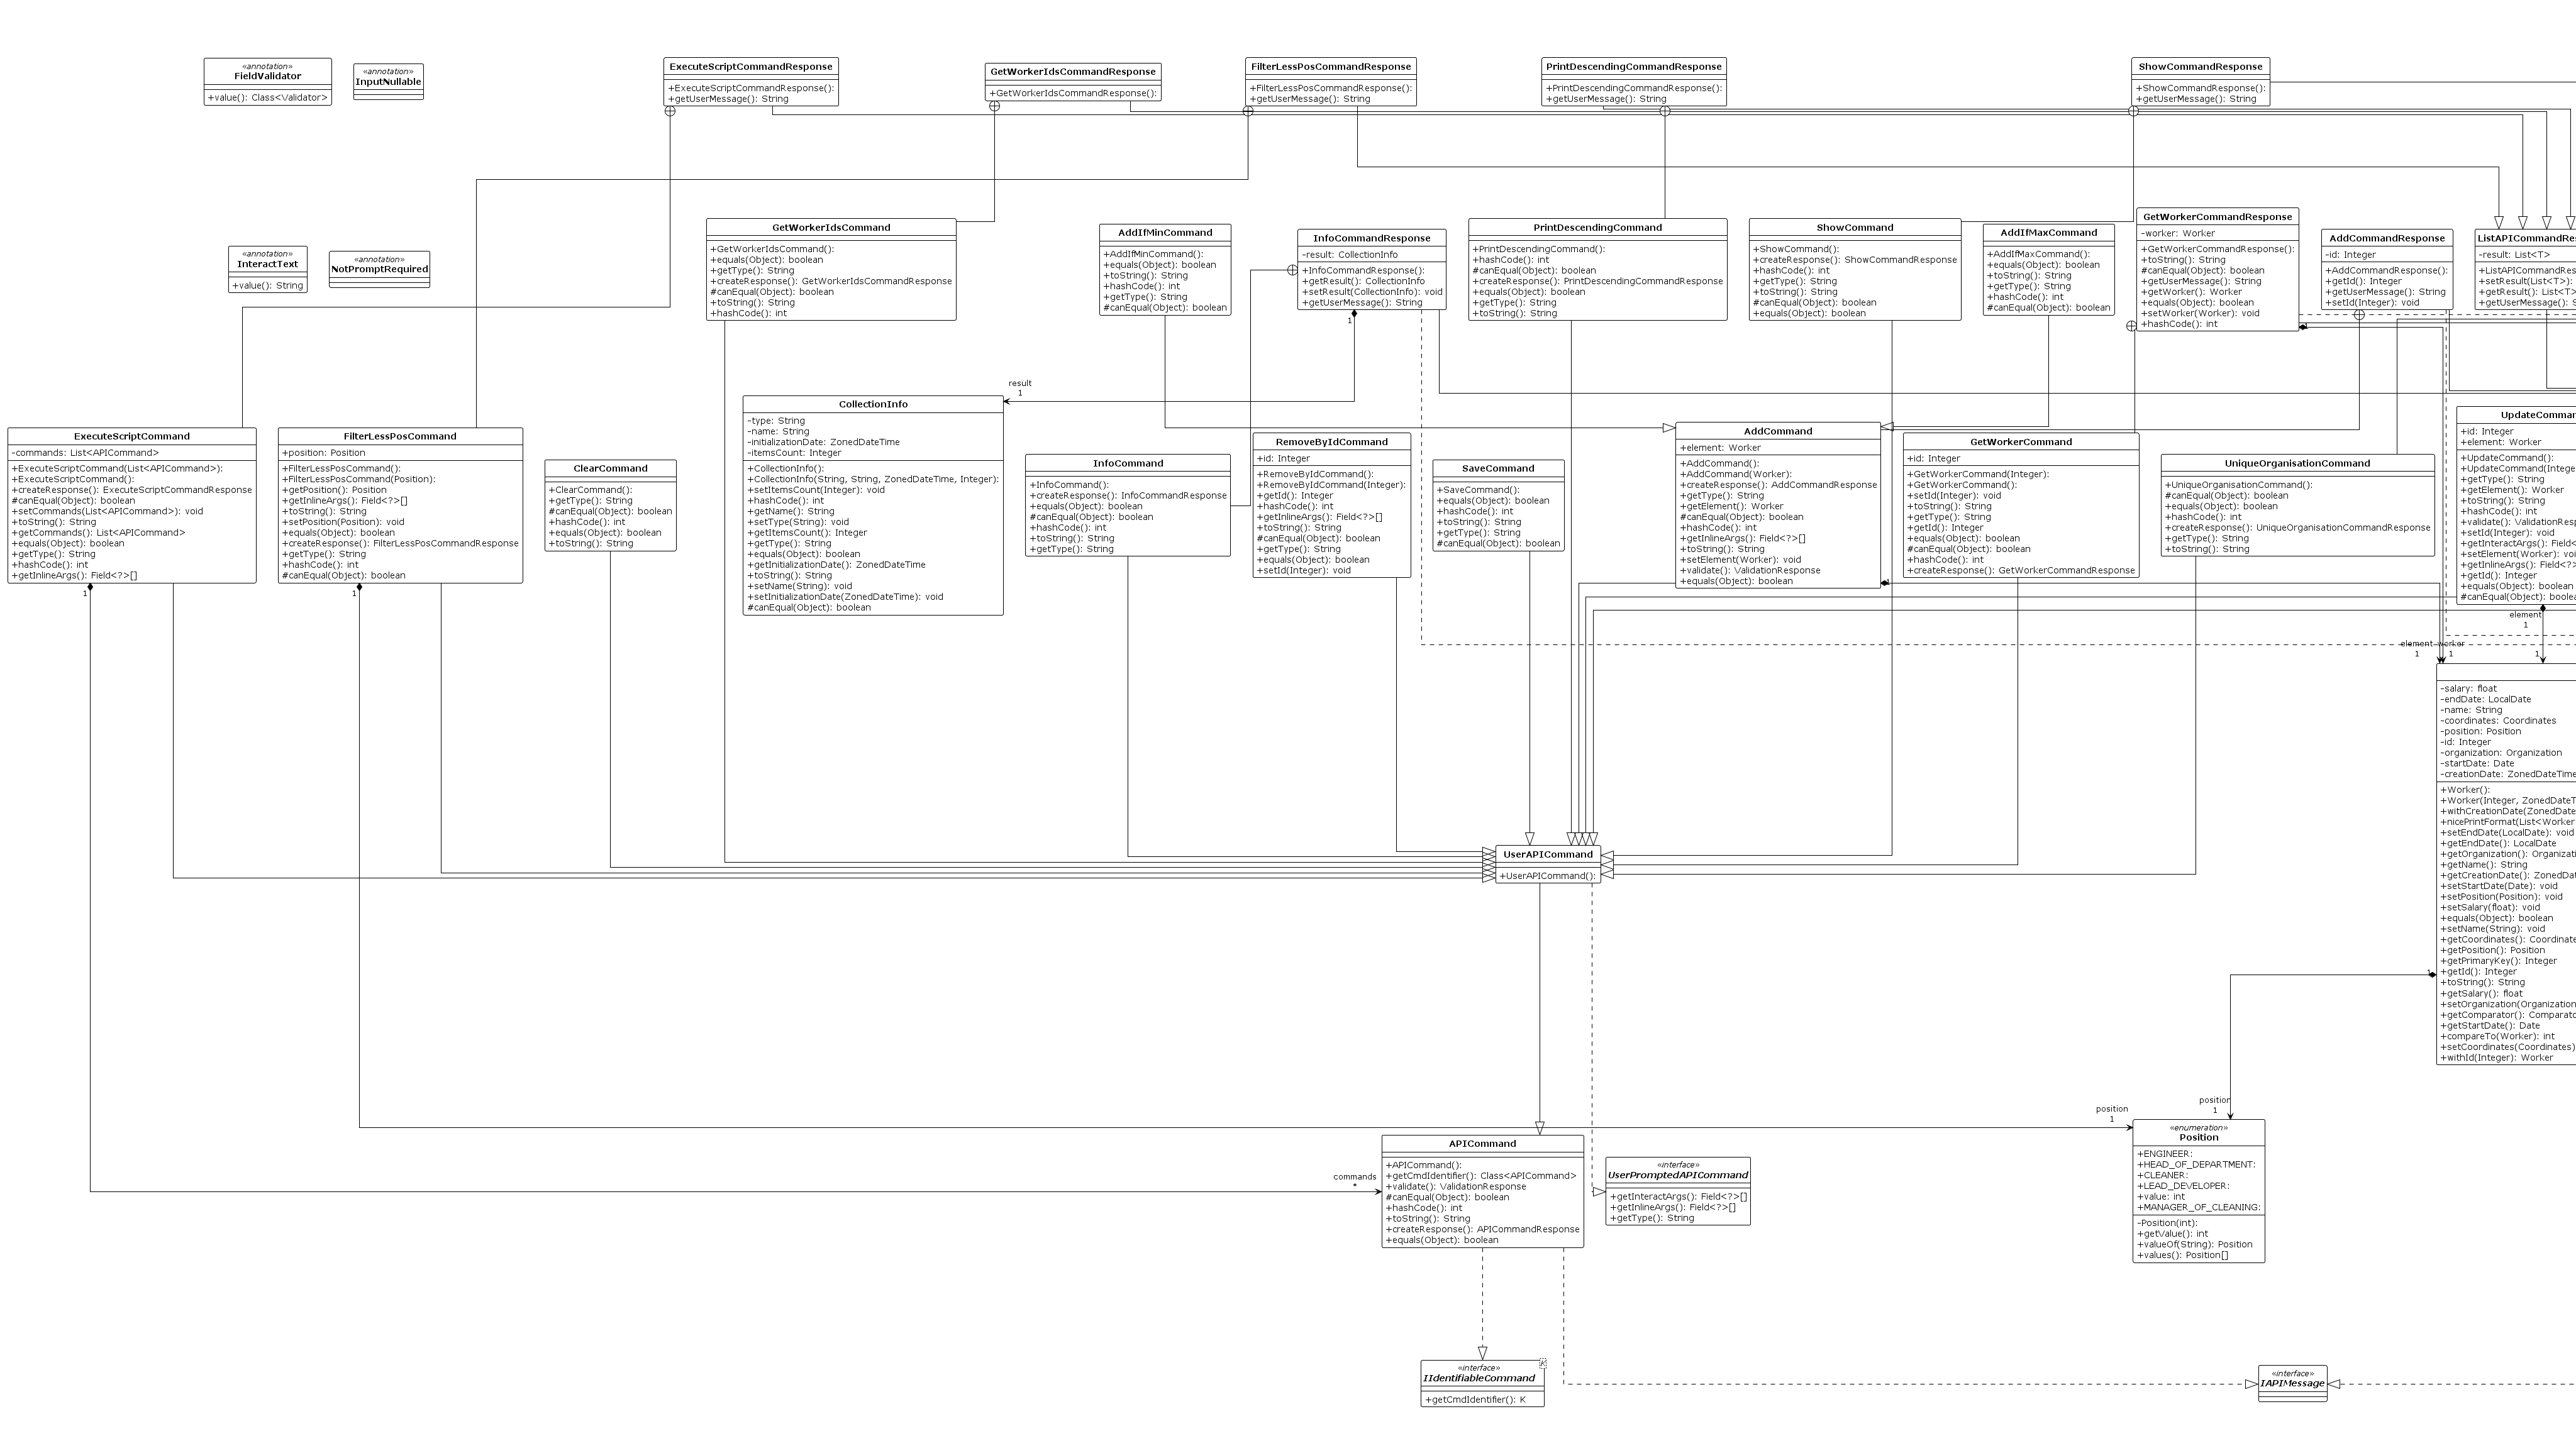 «annotation»
FieldValidator
+value(): Class<Validator>
«annotation»
InputNullable
ExecuteScriptCommandResponse
+ExecuteScriptCommandResponse():
+getUserMessage(): String
GetWorkerIdsCommandResponse
+GetWorkerIdsCommandResponse():
FilterLessPosCommandResponse
+FilterLessPosCommandResponse():
+getUserMessage(): String
PrintDescendingCommandResponse
+PrintDescendingCommandResponse():
+getUserMessage(): String
ShowCommandResponse
+ShowCommandResponse():
+getUserMessage(): String
«annotation»
InteractText
+value(): String
«annotation»
NotPromptRequired
GetWorkerIdsCommand
+GetWorkerIdsCommand():
+equals(Object): boolean
+getType(): String
+createResponse(): GetWorkerIdsCommandResponse
#canEqual(Object): boolean
+toString(): String
+hashCode(): int
AddIfMinCommand
+AddIfMinCommand():
+equals(Object): boolean
+toString(): String
+hashCode(): int
+getType(): String
#canEqual(Object): boolean
InfoCommandResponse
-result: CollectionInfo
+InfoCommandResponse():
+getResult(): CollectionInfo
+setResult(CollectionInfo): void
+getUserMessage(): String
1
PrintDescendingCommand
+PrintDescendingCommand():
+hashCode(): int
#canEqual(Object): boolean
+createResponse(): PrintDescendingCommandResponse
+equals(Object): boolean
+getType(): String
+toString(): String
ShowCommand
+ShowCommand():
+createResponse(): ShowCommandResponse
+hashCode(): int
+getType(): String
+toString(): String
#canEqual(Object): boolean
+equals(Object): boolean
AddIfMaxCommand
+AddIfMaxCommand():
+equals(Object): boolean
+toString(): String
+getType(): String
+hashCode(): int
#canEqual(Object): boolean
GetWorkerCommandResponse
-worker: Worker
+GetWorkerCommandResponse():
+toString(): String
#canEqual(Object): boolean
+getUserMessage(): String
+getWorker(): Worker
+equals(Object): boolean
+setWorker(Worker): void
+hashCode(): int
1
AddCommandResponse
-id: Integer
+AddCommandResponse():
+getId(): Integer
+getUserMessage(): String
+setId(Integer): void
ListAPICommandRes
-result: List<T>
+ListAPICommandRes
+setResult(List<T>):
+getResult(): List<T>
+getUserMessage(): S
ExecuteScriptCommand
-commands: List<APICommand>
+ExecuteScriptCommand(List<APICommand>):
+ExecuteScriptCommand():
+createResponse(): ExecuteScriptCommandResponse
#canEqual(Object): boolean
+setCommands(List<APICommand>): void
+toString(): String
+getCommands(): List<APICommand>
+equals(Object): boolean
+getType(): String
+hashCode(): int
+getInlineArgs(): Field<?>[]
1
FilterLessPosCommand
+position: Position
+FilterLessPosCommand():
+FilterLessPosCommand(Position):
+getPosition(): Position
+getInlineArgs(): Field<?>[]
+toString(): String
+setPosition(Position): void
+equals(Object): boolean
+createResponse(): FilterLessPosCommandResponse
+getType(): String
+hashCode(): int
#canEqual(Object): boolean
1
ClearCommand
+ClearCommand():
+getType(): String
#canEqual(Object): boolean
+hashCode(): int
+equals(Object): boolean
+toString(): String
result
1
CollectionInfo
-type: String
-name: String
-initializationDate: ZonedDateTime
-itemsCount: Integer
+CollectionInfo():
+CollectionInfo(String, String, ZonedDateTime, Integer):
+setItemsCount(Integer): void
+hashCode(): int
+getName(): String
+setType(String): void
+getItemsCount(): Integer
+getType(): String
+equals(Object): boolean
+getInitializationDate(): ZonedDateTime
+toString(): String
+setName(String): void
+setInitializationDate(ZonedDateTime): void
#canEqual(Object): boolean
InfoCommand
+InfoCommand():
+createResponse(): InfoCommandResponse
+equals(Object): boolean
#canEqual(Object): boolean
+hashCode(): int
+toString(): String
+getType(): String
RemoveByIdCommand
+id: Integer
+RemoveByIdCommand():
+RemoveByIdCommand(Integer):
+getId(): Integer
+hashCode(): int
+getInlineArgs(): Field<?>[]
+toString(): String
#canEqual(Object): boolean
+getType(): String
+equals(Object): boolean
+setId(Integer): void
SaveCommand
+SaveCommand():
+equals(Object): boolean
+hashCode(): int
+toString(): String
+getType(): String
#canEqual(Object): boolean
AddCommand
+element: Worker
+AddCommand():
+AddCommand(Worker):
+createResponse(): AddCommandResponse
+getType(): String
+getElement(): Worker
#canEqual(Object): boolean
+hashCode(): int
+getInlineArgs(): Field<?>[]
+toString(): String
+setElement(Worker): void
+validate(): ValidationResponse
+equals(Object): boolean
1
GetWorkerCommand
+id: Integer
+GetWorkerCommand(Integer):
+GetWorkerCommand():
+setId(Integer): void
+toString(): String
+getType(): String
+getId(): Integer
+equals(Object): boolean
#canEqual(Object): boolean
+hashCode(): int
+createResponse(): GetWorkerCommandResponse
UniqueOrganisationCommand
+UniqueOrganisationCommand():
#canEqual(Object): boolean
+equals(Object): boolean
+hashCode(): int
+createResponse(): UniqueOrganisationCommandResponse
+getType(): String
+toString(): String
UpdateComman
+id: Integer
+element: Worker
+UpdateCommand():
+UpdateCommand(Intege
+getType(): String
+getElement(): Worker
+toString(): String
+hashCode(): int
+validate(): ValidationResp
+setId(Integer): void
+getInteractArgs(): Field<
+setElement(Worker): voi
+getInlineArgs(): Field<?>
+getId(): Integer
+equals(Object): boolean
#canEqual(Object): boolea
element
1
element
worker
1
1
1
-salary: float
-endDate: LocalDate
-name: String
-coordinates: Coordinates
-position: Position
-id: Integer
-organization: Organization
-startDate: Date
-creationDate: ZonedDateTime
+Worker():
+Worker(Integer, ZonedDateT
+withCreationDate(ZonedDate
+nicePrintFormat(List<Worker
+setEndDate(LocalDate): void
+getEndDate(): LocalDate
+getOrganization(): Organizati
+getName(): String
+getCreationDate(): ZonedDat
+setStartDate(Date): void
+setPosition(Position): void
+setSalary(float): void
+equals(Object): boolean
+setName(String): void
+getCoordinates(): Coordinate
+getPosition(): Position
+getPrimaryKey(): Integer
+getId(): Integer
+toString(): String
+getSalary(): float
+setOrganization(Organization
+getComparator(): Comparato
+getStartDate(): Date
+compareTo(Worker): int
+setCoordinates(Coordinates)
+withId(Integer): Worker
1
UserAPICommand
+UserAPICommand():
position
1
position
1
«enumeration»
Position
+ENGINEER:
+HEAD_OF_DEPARTMENT:
+CLEANER:
+LEAD_DEVELOPER:
+value: int
+MANAGER_OF_CLEANING:
-Position(int):
+getValue(): int
+valueOf(String): Position
+values(): Position[]
commands
*
APICommand
+APICommand():
+getCmdIdentifier(): Class<APICommand>
+validate(): ValidationResponse
#canEqual(Object): boolean
+hashCode(): int
+toString(): String
+createResponse(): APICommandResponse
+equals(Object): boolean
«interface»
UserPromptedAPICommand
+getInteractArgs(): Field<?>[]
+getInlineArgs(): Field<?>[]
+getType(): String
«interface»
IIdentifiableCommand
+getCmdIdentifier(): K
«interface»
IAPIMessage